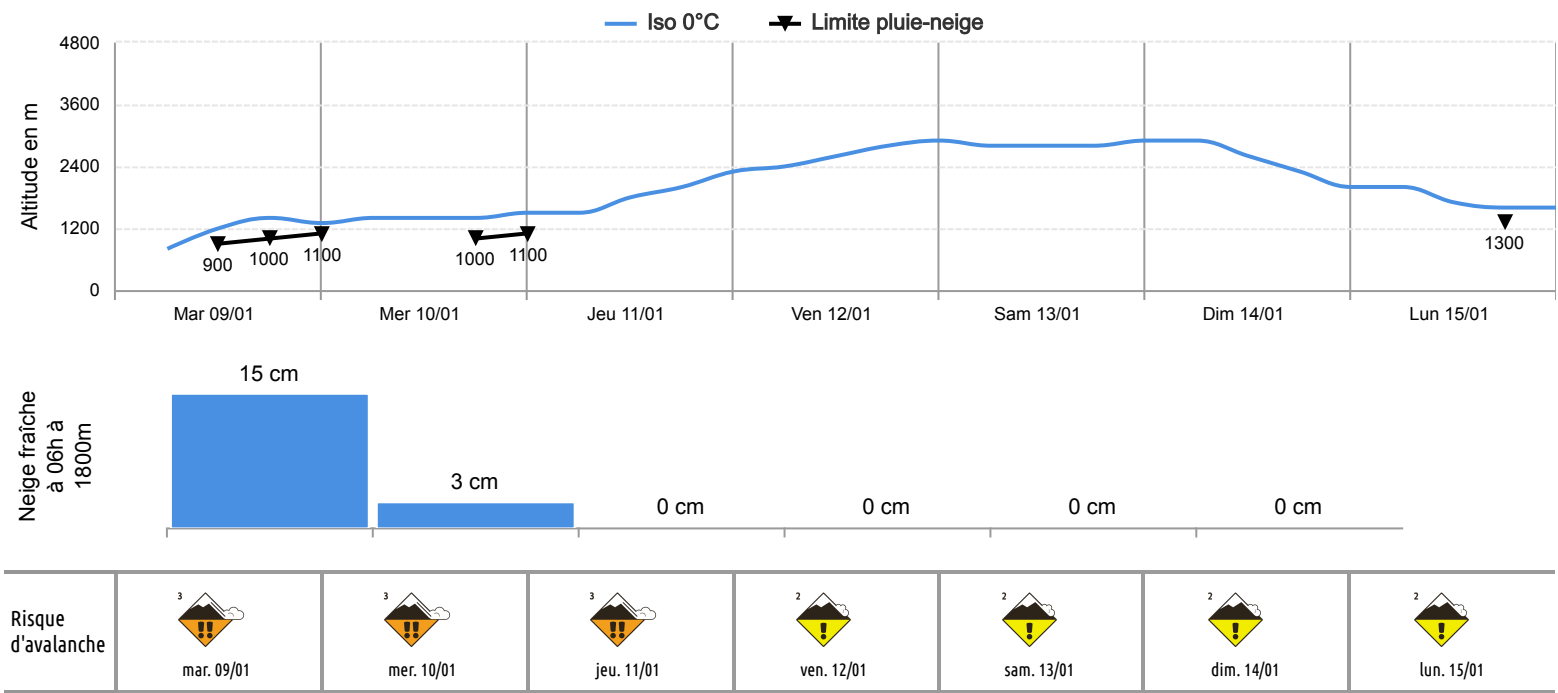 Iso 0°C
Limite pluie-neige
Altitude en m
4800
3600
2400
1200
0
900
1000
1100
1000
1100
1300
Mar 09/01
Mer 10/01
Jeu 11/01
Ven 12/01
Sam 13/01
Dim 14/01
Lun 15/01
Neige fraîche
à 06h à
1800m
15 cm
3 cm
0 cm
0 cm
0 cm
0 cm
Risque
d'avalanche
3
!!
mar. 09/01
3
!!
mer. 10/01
3
!!
jeu. 11/01
2
!
ven. 12/01
2
!
sam. 13/01
2
!
dim. 14/01
2
!
lun. 15/01